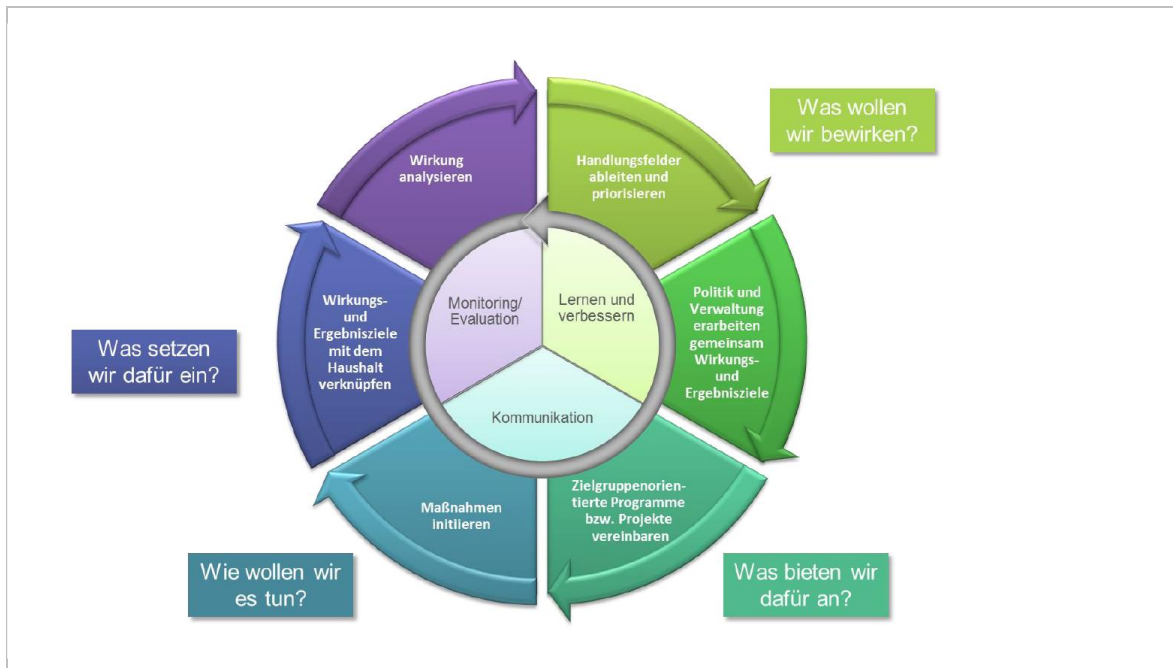 Was wollen
wir bewirken?
Handlungsfelder
ableiten und
priorisieren
Politik und
Verwaltung
erarbeiten
gemeinsam
Wirkungs-
und
Ergebnisziele
Zielgruppenorien-
tierte Programme
bzw. Projekte
vereinbaren
Was bieten wir
dafür an?
Maßnahmen
initiieren
Wie wollen wir
es tun?
Wirkungs-
und
Ergebnisziele
mit dem
Haushalt
verknüpfen
Was setzen
wir dafür ein?
Wirkung
analysieren
Monitoring/
Evaluation
Lernen und
verbessern
Kommunikation